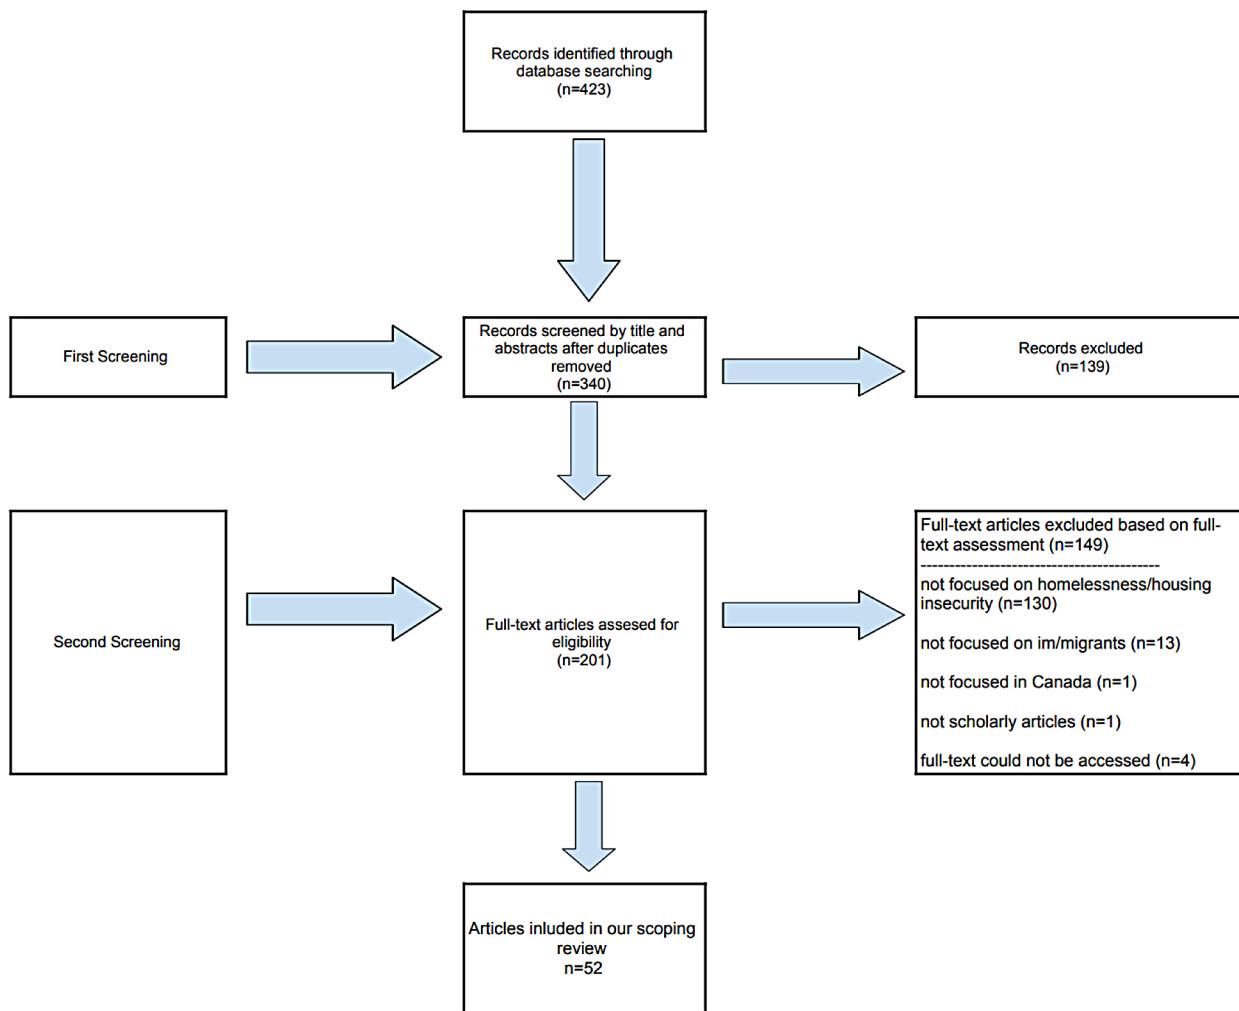 Records identified through
database searching
(n=423)
First Screening
Records screened by title and
abstracts after duplicates
removed
(n=340)
Records excluded
(n=139)
Second Screening
Full-text articles assesed for
eligibility
(n=201)
Full-text articles excluded based on full-
text assessment (n=149)
------------------------------------------
not focused on homelessness/housing
insecurity (n=130)
not focused on im/migrants (n=13)
not focused in Canada (n=1)
not scholarly articles (n=1)
full-text could not be accessed (n=4)
Articles inluded in our scoping
review
n=52